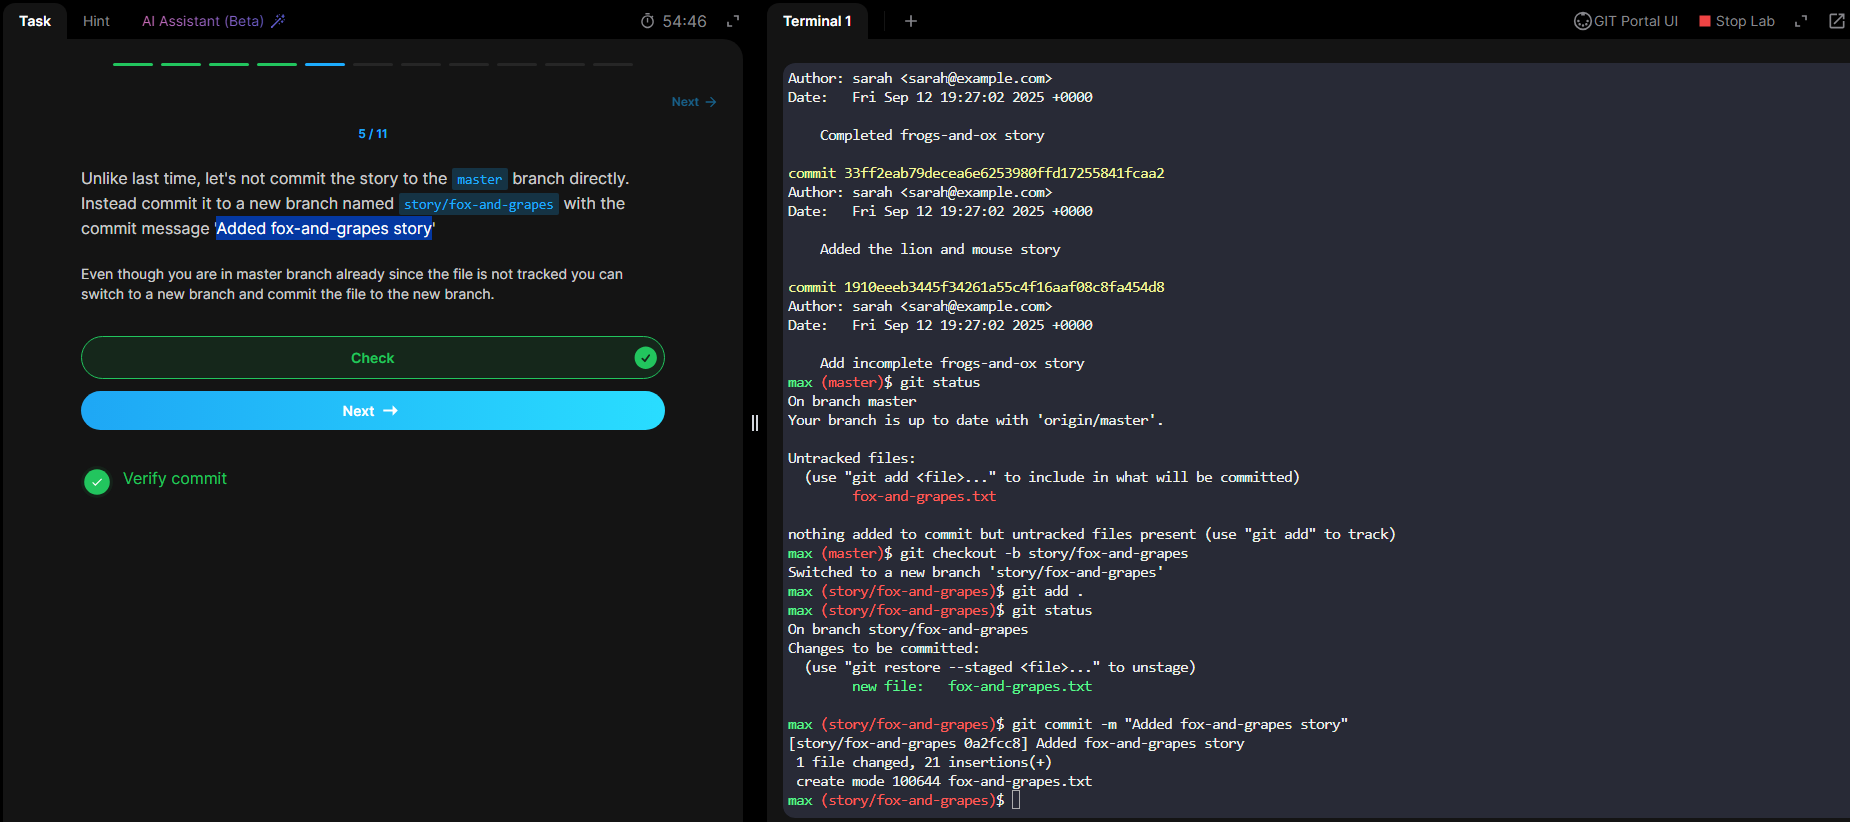 Task Hint AI Assistant (Beta) 54:46
Next →
5 / 11
Unlike last time, let's not commit the story to the master branch directly.
Instead commit it to a new branch named story/fox-and-grapes with the
commit message 'Added fox-and-grapes story'
Even though you are in master branch already since the file is not tracked you can
switch to a new branch and commit the file to the new branch.
Check
Next →
Verify commit
Terminal 1 + GIT Portal UI Stop Lab
Author: sarah <sarah@example.com>
Date:   Fri Sep 12 19:27:02 2025 +0000
    Completed frogs-and-ox story
commit 33ff2eab79decea6e6253980ffd17255841fcaa2
Author: sarah <sarah@example.com>
Date:   Fri Sep 12 19:27:02 2025 +0000
    Added the lion and mouse story
commit 1910eeeb3445f34261a55c4f16aaf08c8fa454d8
Author: sarah <sarah@example.com>
Date:   Fri Sep 12 19:27:02 2025 +0000
    Add incomplete frogs-and-ox story
max (master)$ git status
On branch master
Your branch is up to date with 'origin/master'.
Untracked files:
  (use "git add <file>..." to include in what will be committed)
        fox-and-grapes.txt
nothing added to commit but untracked files present (use "git add" to track)
max (master)$ git checkout -b story/fox-and-grapes
Switched to a new branch 'story/fox-and-grapes'
max (story/fox-and-grapes)$ git add .
max (story/fox-and-grapes)$ git status
On branch story/fox-and-grapes
Changes to be committed:
  (use "git restore --staged <file>..." to unstage)
        new file:   fox-and-grapes.txt
max (story/fox-and-grapes)$ git commit -m "Added fox-and-grapes story"
[story/fox-and-grapes 0a2fcc8] Added fox-and-grapes story
 1 file changed, 21 insertions(+)
 create mode 100644 fox-and-grapes.txt
max (story/fox-and-grapes)$